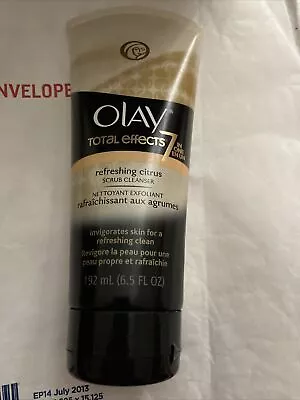 NVELOPE
OLAY
TOTAL effects 7 IN ONE
refreshing citrus
SCRUB CLEANSER
NETTOYANT EXFOLIANT
rafraîchissant aux agrumes
invigorates skin for a
refreshing clean
Revigore la peau pour une
peau propre et rafraîchie
192 mL (6.5 FL OZ)
EP14 July 2013
x 15.125